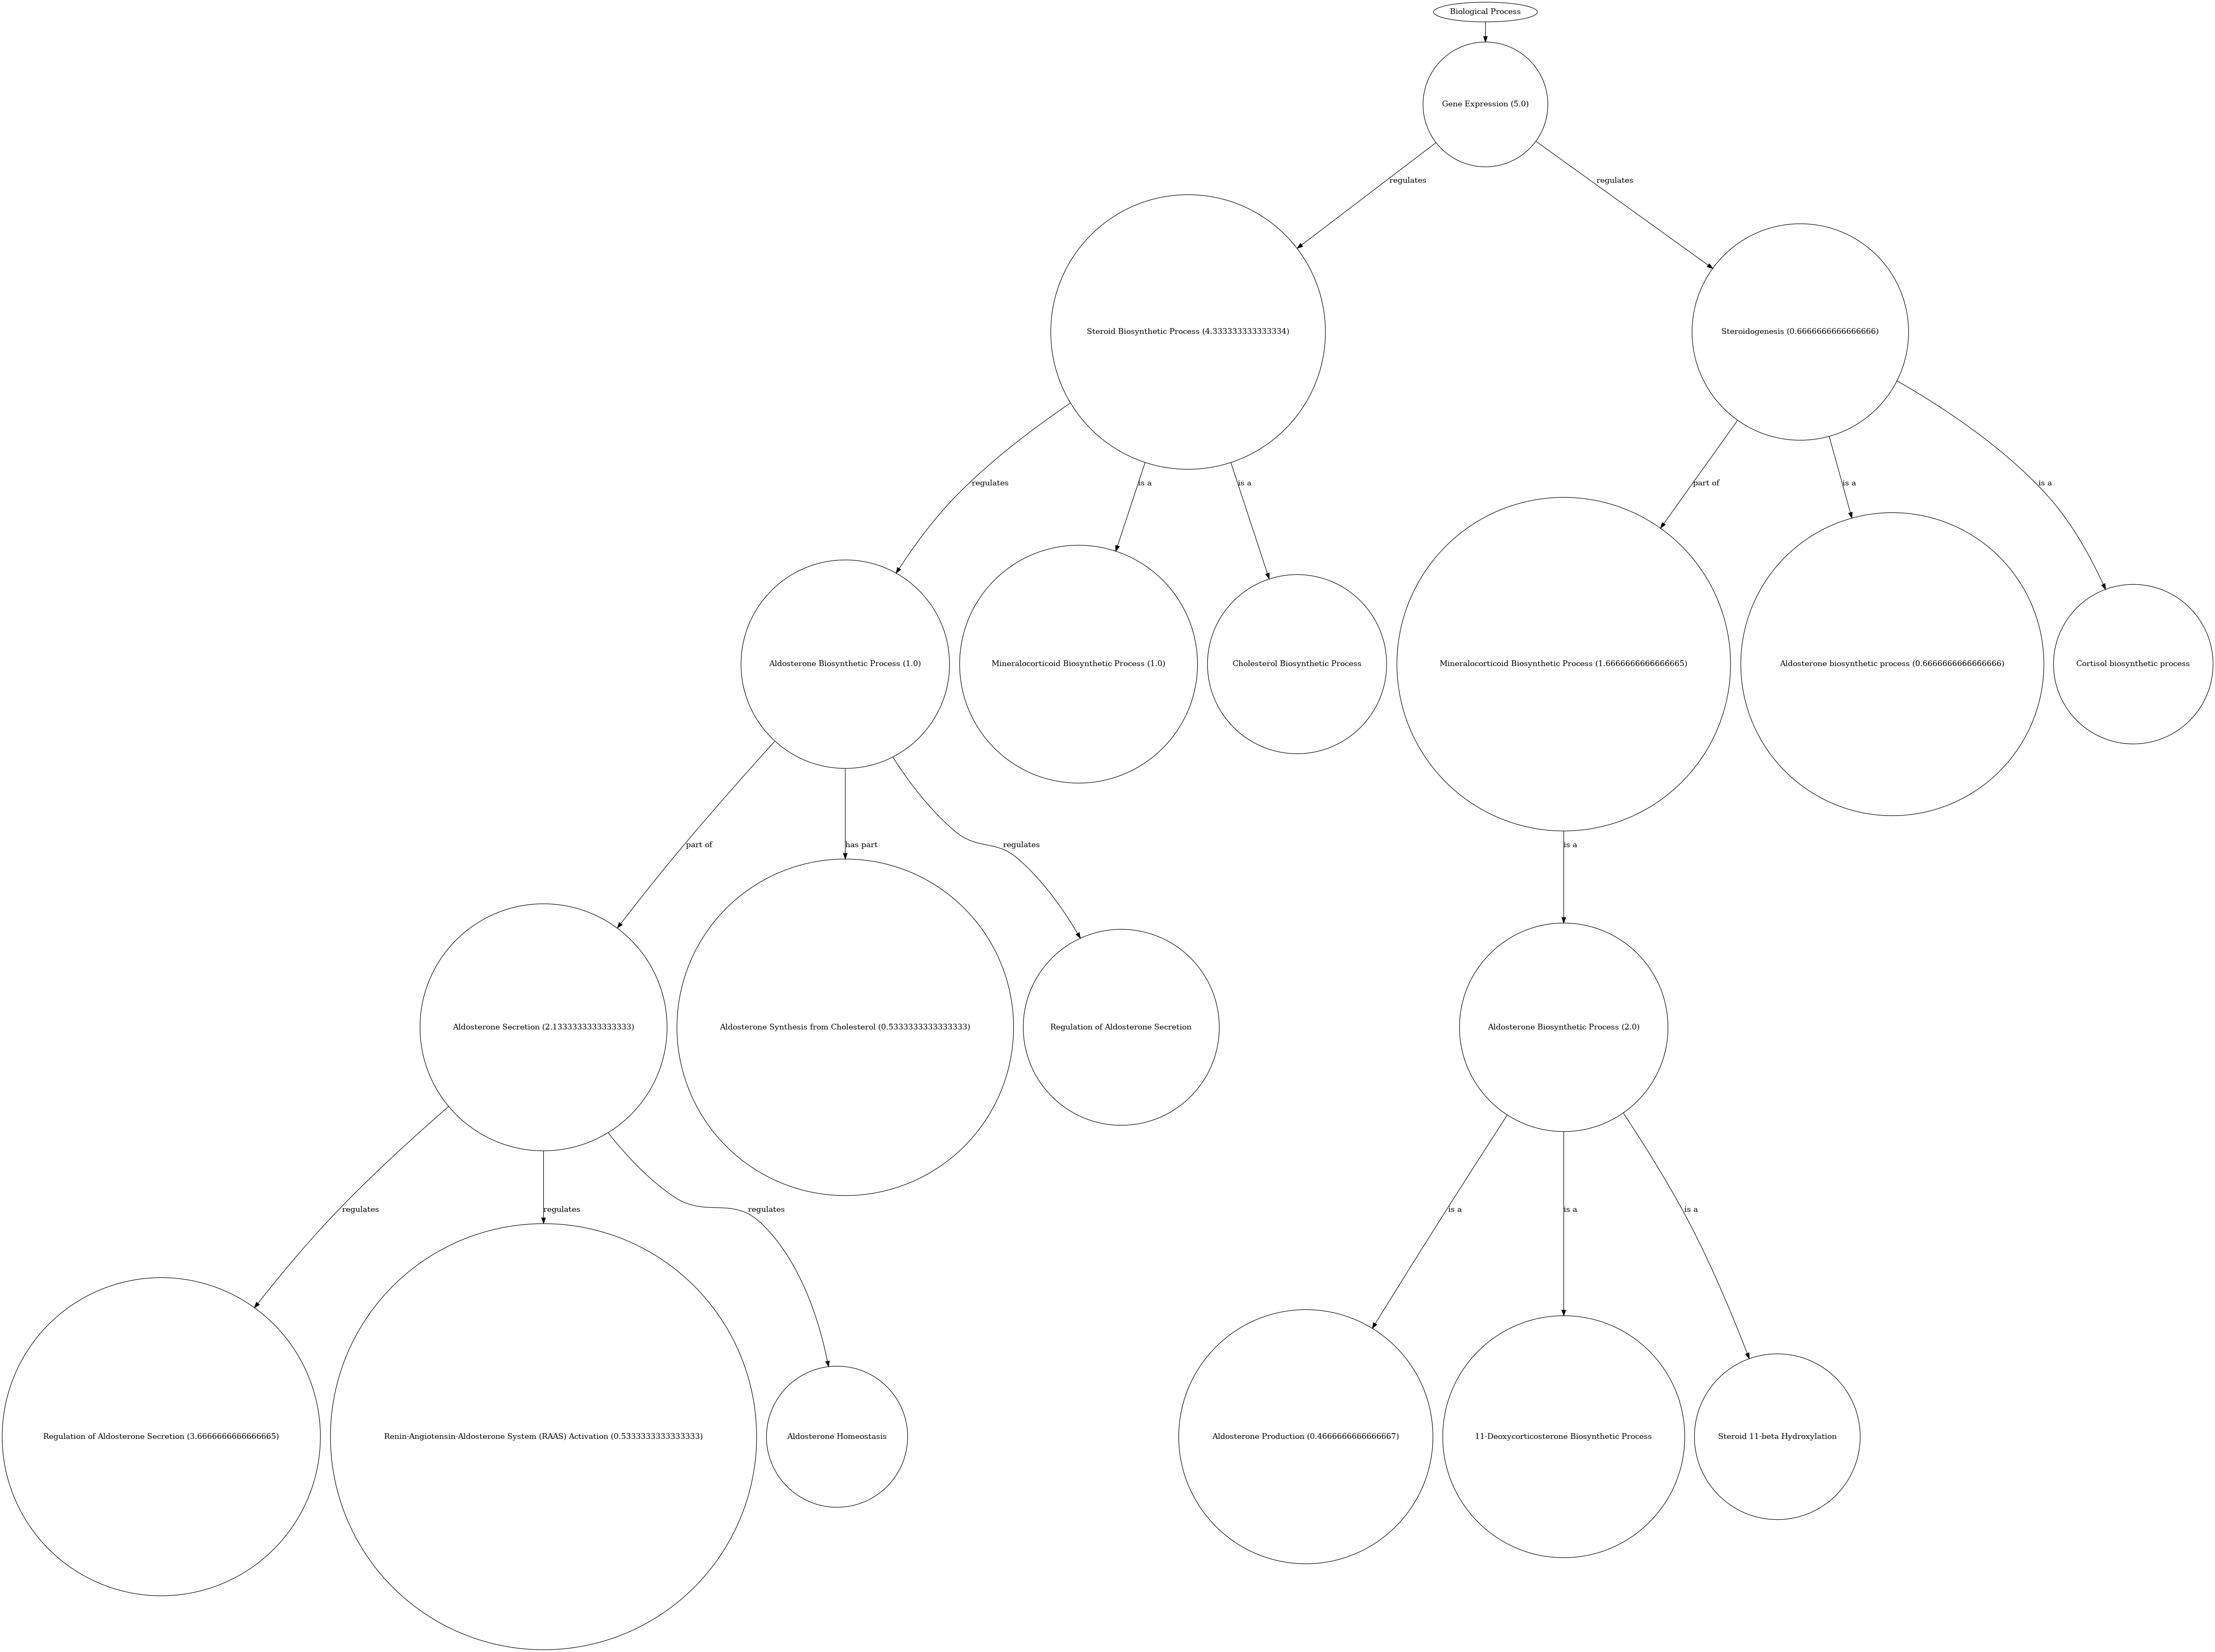 Biological Process
Gene Expression (5.0)
regulates
regulates
Steroid Biosynthetic Process (4.333333333333334)
Steroidogenesis (0.6666666666666666)
regulates
is a
is a
part of
is a
is a
Aldosterone Biosynthetic Process (1.0)
Mineralocorticoid Biosynthetic Process (1.0)
Cholesterol Biosynthetic Process
Mineralocorticoid Biosynthetic Process (1.6666666666666665)
Aldosterone biosynthetic process (0.6666666666666666)
Cortisol biosynthetic process
part of
has part
regulates
is a
Aldosterone Secretion (2.1333333333333333)
Aldosterone Synthesis from Cholesterol (0.5333333333333333)
Regulation of Aldosterone Secretion
Aldosterone Biosynthetic Process (2.0)
regulates
regulates
regulates
is a
is a
is a
Regulation of Aldosterone Secretion (3.6666666666666665)
Renin-Angiotensin-Aldosterone System (RAAS) Activation (0.5333333333333333)
Aldosterone Homeostasis
Aldosterone Production (0.4666666666666667)
11-Deoxycorticosterone Biosynthetic Process
Steroid 11-beta Hydroxylation